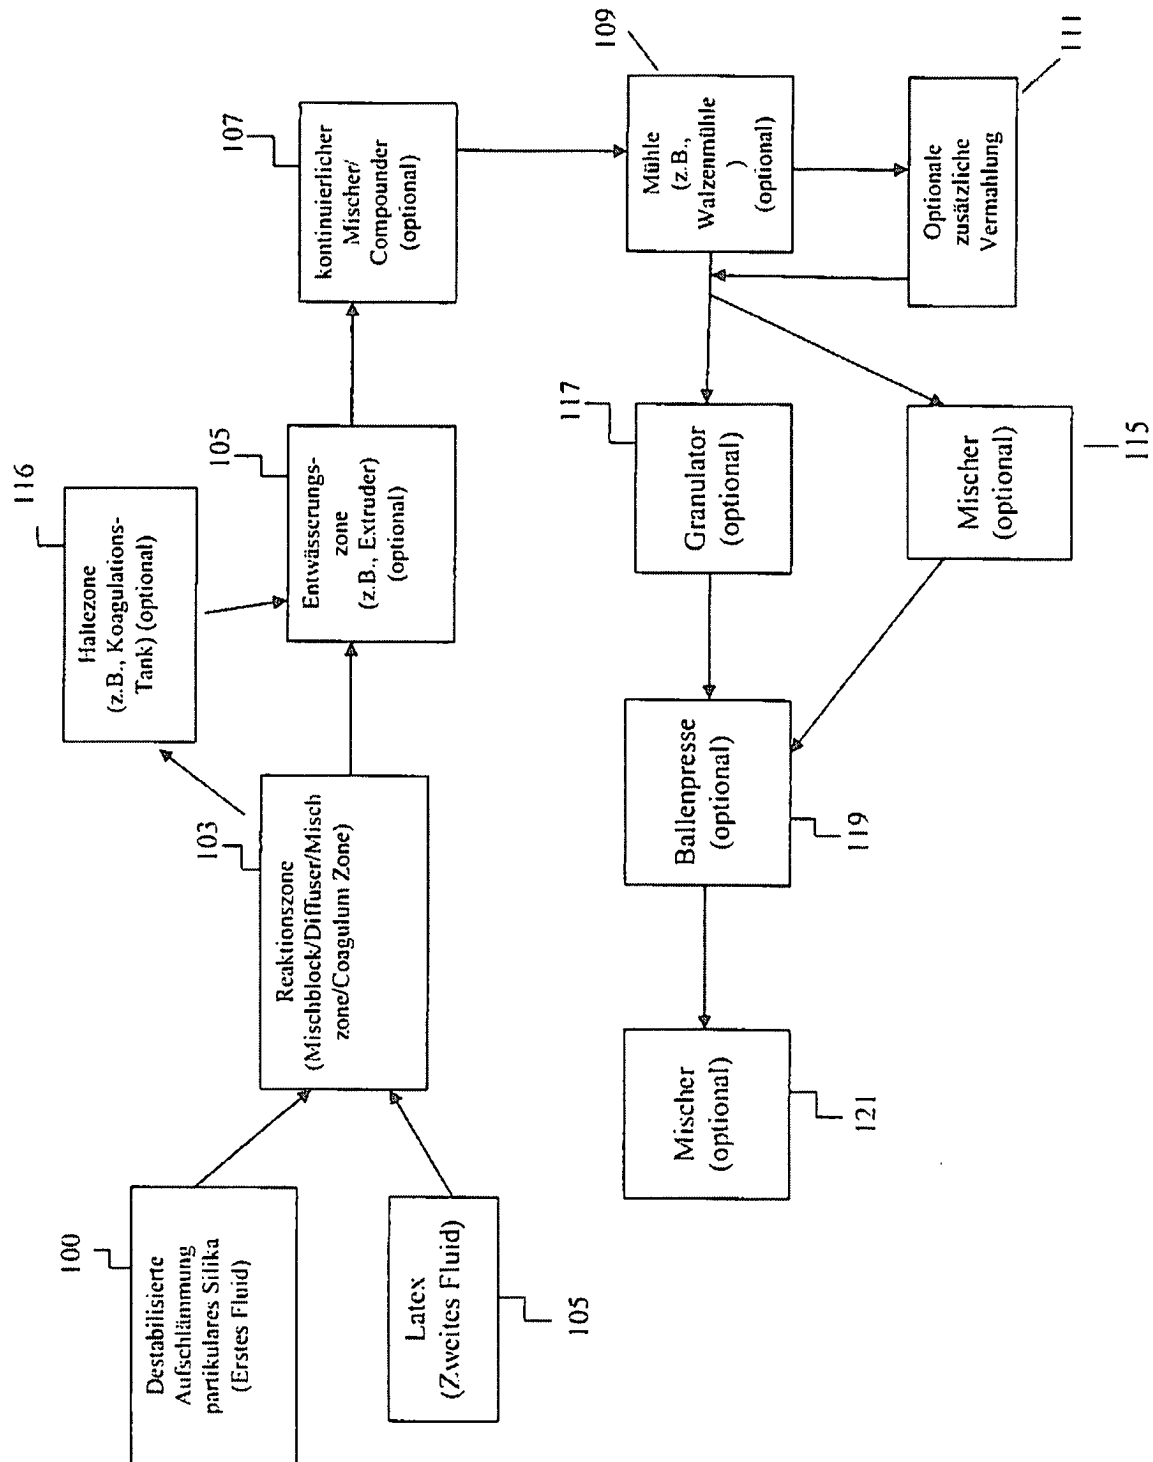 100
Destabilisierte
Aufschlämmung
partikulares Silika
(Erstes Fluid)
Latex
(Zweites Fluid)
105
103
Reaktionszone
(Mischblock/Diffuser/Misch
zone/Coagulum Zone)
116
Haltezone
(z.B., Koagulations-
Tank) (optional)
105
Entwässerungs-
zone
(z.B., Extruder)
(optional)
107
kontinuierlicher
Mischer/
Compounder
(optional)
109
Mühle
(z.B.,
Walzenmühle
)
(optional)
111
Optionale
zusätzliche
Vermahlung
117
Granulator
(optional)
Mischer
(optional)
115
Ballenpresse
(optional)
119
Mischer
(optional)
121